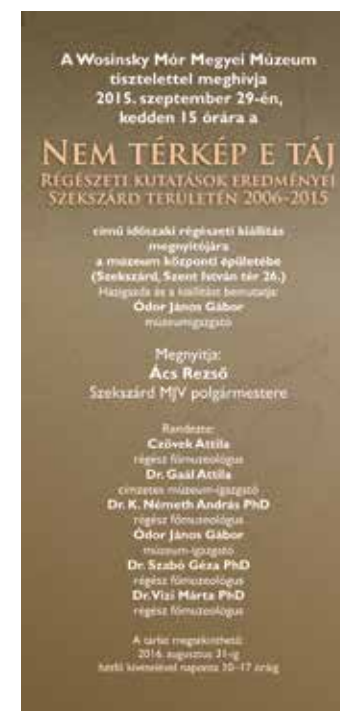 A Wosinsky Mór Megyei Múzeum
tisztelettel meghívja
2015. szeptember 29-én,
kedden 15 órára a
NEM TÉRKÉP E TÁJ
RÉGÉSZETI KUTATÁSOK EREDMÉNYEI
SZEKSZÁRD TERÜLETÉN 2006–2015
című időszaki régészeti kiállítás
megnyitójára
a múzeum központi épületébe
(Szekszárd, Szent István tér 26.)
Házigazda és a kiállítást bemutatja:
Ódor János Gábor
múzeumigazgató
Megnyitja:
Ács Rezső
Szekszárd MJV polgármestere
Rendezte:
Czövek Attila
régész főmuzeológus
Dr. Gaál Attila
címzetes múzeum-igazgató
Dr. K. Németh András PhD
régész főmuzeológus
Ódor János Gábor
múzeum-igazgató
Dr. Szabó Géza PhD
régész főmuzeológus
Dr. Vizi Márta PhD
régész főmuzeológus
A tárlat megtekinthető:
2016. augusztus 31-ig
hétfő kivételével naponta 10–17 óráig